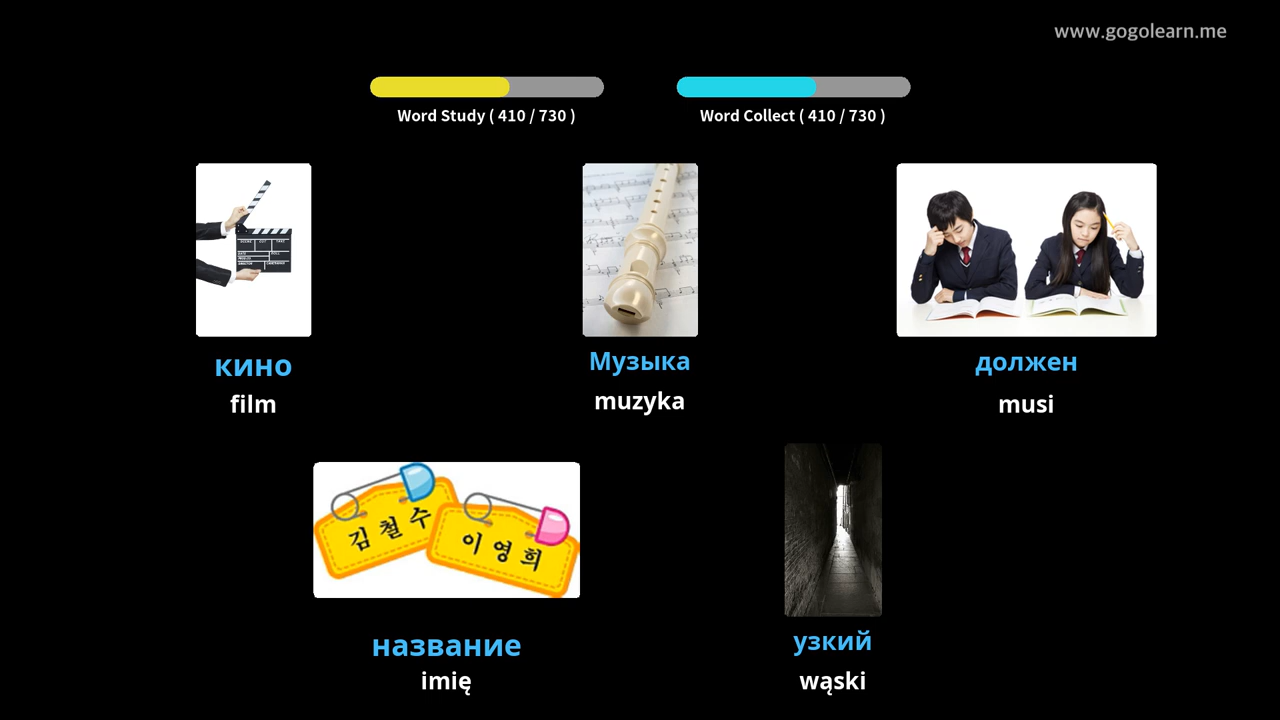 www.gogolearn.me
Word Study ( 410 / 730 )
Word Collect ( 410 / 730 )
кино
film
Музыка
muzyka
должен
musi
김철수
이영희
название
imię
узкий
wąski